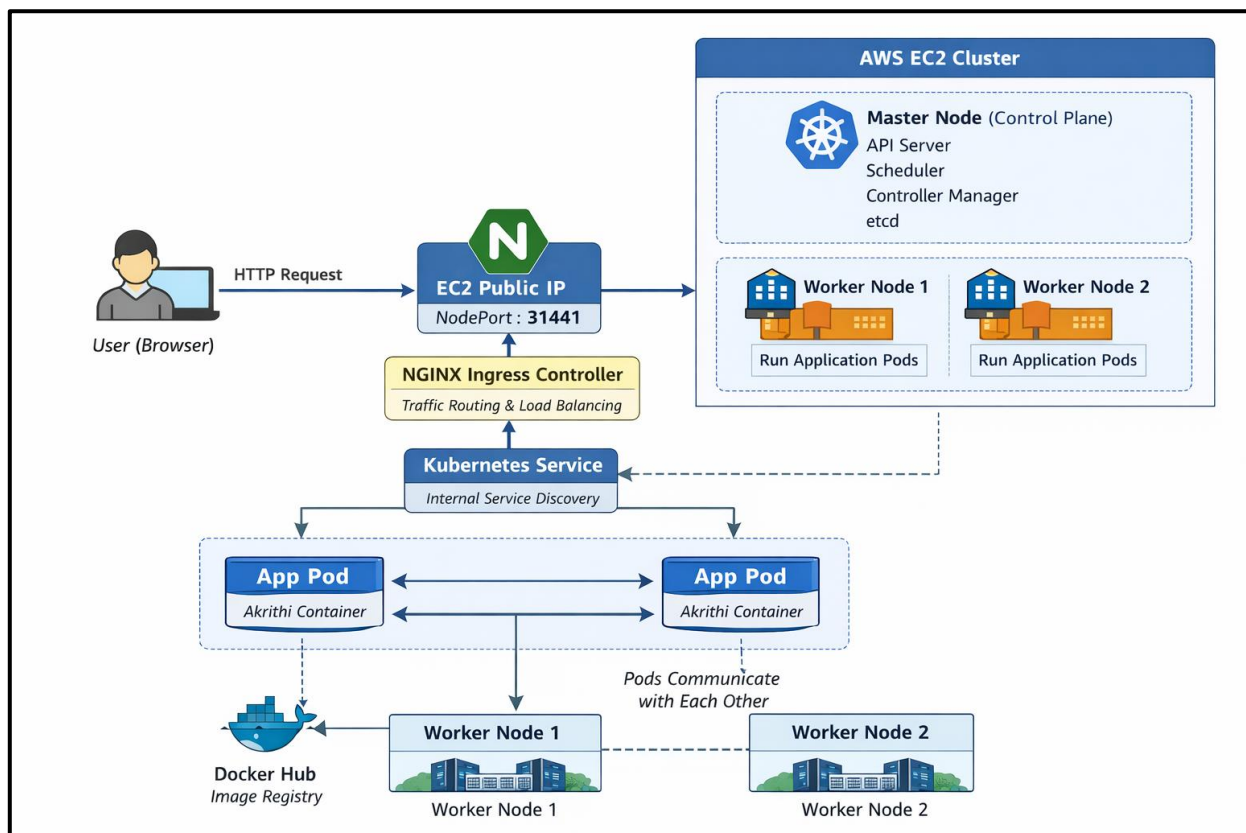 AWS EC2 Cluster
Master Node (Control Plane)
API Server
Scheduler
Controller Manager
etcd
N
HTTP Request
EC2 Public IP
NodePort : 31441
User (Browser)
Worker Node 1
Worker Node 2
Run Application Pods
Run Application Pods
NGINX Ingress Controller
Traffic Routing & Load Balancing
Kubernetes Service
Internal Service Discovery
App Pod
Akrithi Container
App Pod
Akrithi Container
Pods Communicate
with Each Other
Docker Hub
Image Registry
Worker Node 1
Worker Node 1
Worker Node 2
Worker Node 2